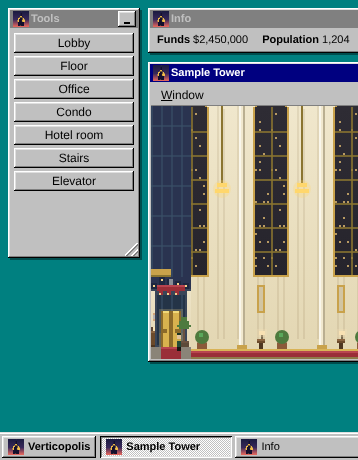 Tools
Lobby
Floor
Office
Condo
Hotel room
Stairs
Elevator
Info
Funds $2,450,000 Population 1,204
Sample Tower
Window
Verticopolis
Sample Tower
Info